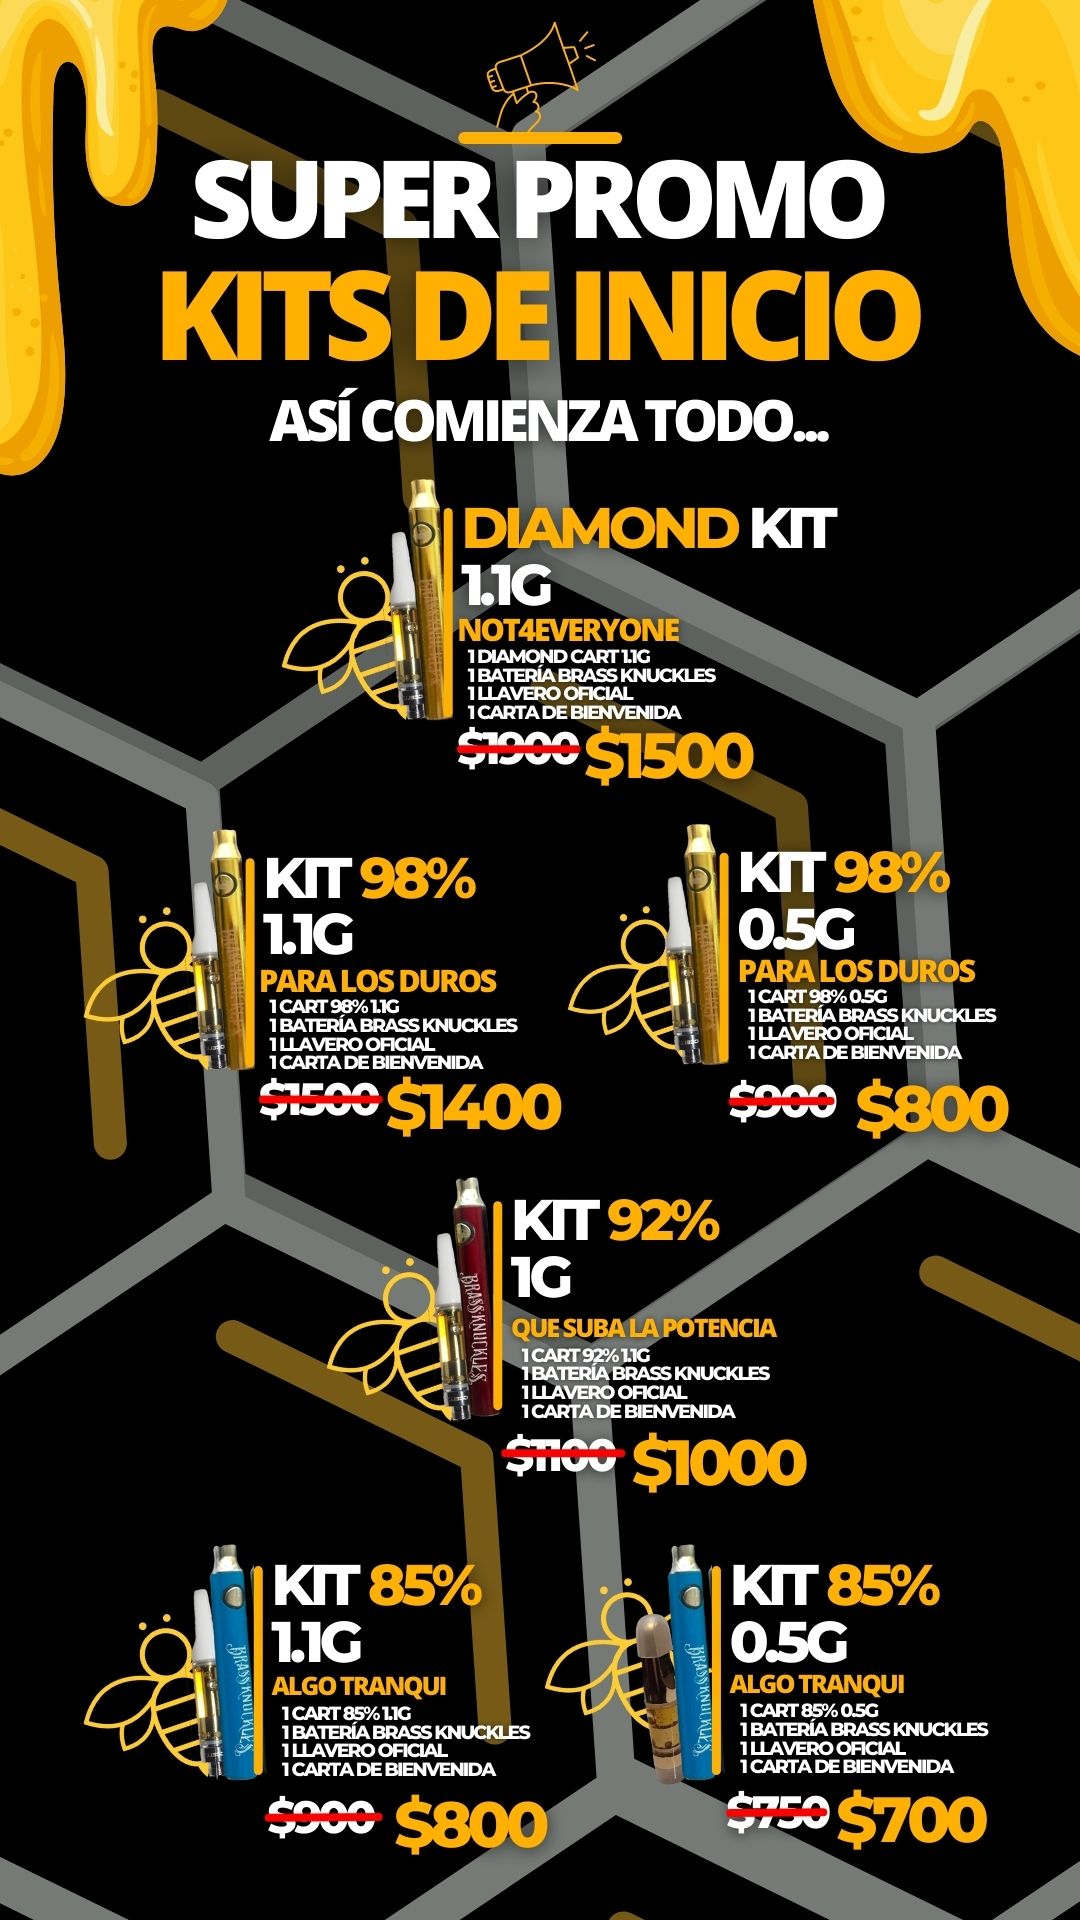 SUPER PROMO
KITS DE INICIO
ASÍ COMIENZA TODO...
DIAMOND KIT
1.1G
NOT4EVERYONE
1 DIAMOND CART 1.1G
1 BATERÍA BRASS KNUCKLES
1 LLAVERO OFICIAL
1 CARTA DE BIENVENIDA
$1900 $1500
KIT 98%
1.1G
PARA LOS DUROS
1 CART 98% 1.1G
1 BATERÍA BRASS KNUCKLES
1 LLAVERO OFICIAL
1 CARTA DE BIENVENIDA
$1500 $1400
KIT 98%
0.5G
PARA LOS DUROS
1 CART 98% 0.5G
1 BATERÍA BRASS KNUCKLES
1 LLAVERO OFICIAL
1 CARTA DE BIENVENIDA
$900 $800
KIT 92%
1G
QUE SUBA LA POTENCIA
1 CART 92% 1.1G
1 BATERÍA BRASS KNUCKLES
1 LLAVERO OFICIAL
1 CARTA DE BIENVENIDA
$1100 $1000
BRASS KNUCKLES
KIT 85%
1.1G
ALGO TRANQUI
1 CART 85% 1.1G
1 BATERÍA BRASS KNUCKLES
1 LLAVERO OFICIAL
1 CARTA DE BIENVENIDA
$900 $800
BRASS KNUCKLES
KIT 85%
0.5G
ALGO TRANQUI
1 CART 85% 0.5G
1 BATERÍA BRASS KNUCKLES
1 LLAVERO OFICIAL
1 CARTA DE BIENVENIDA
$750 $700
BRASS KNUCKLES